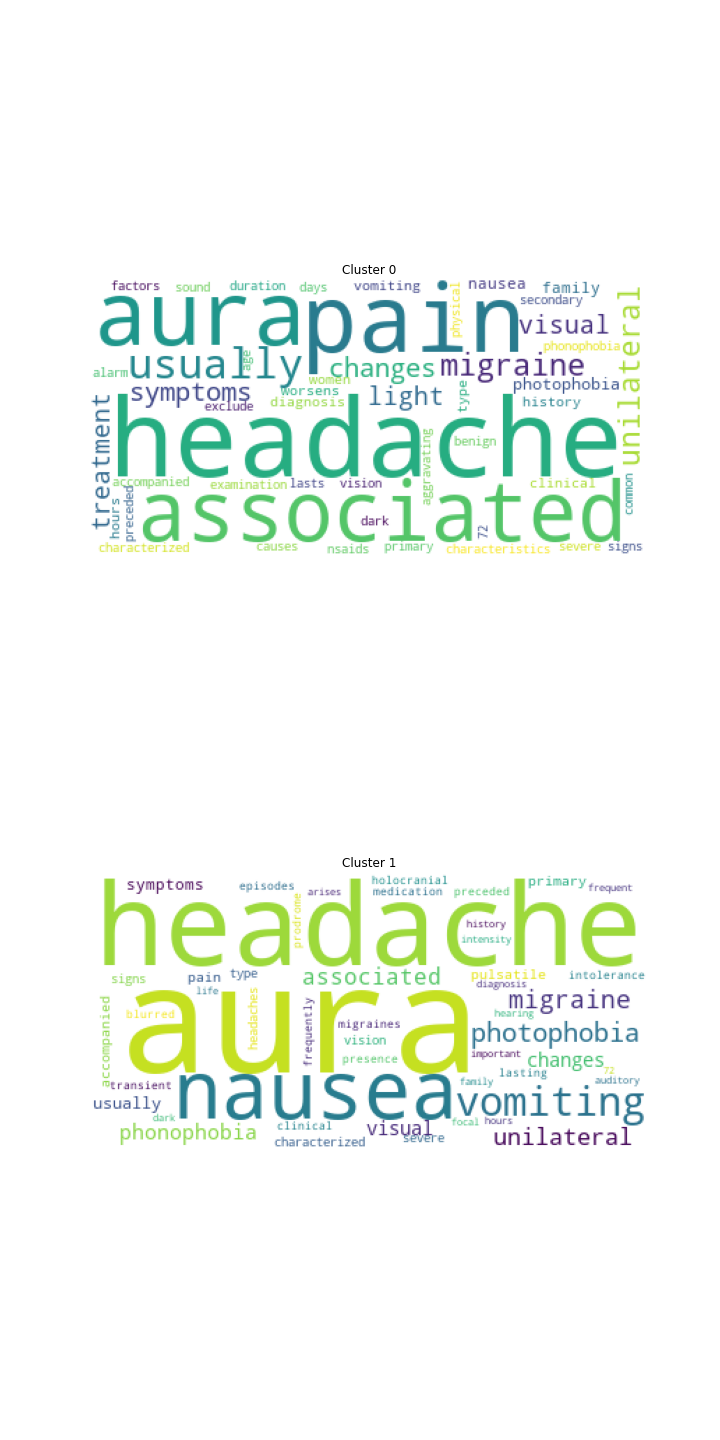 Cluster 0
factors sound duration days vomiting nausea family
physical secondary
aura pain visual
phonophobia
usually age changes migraine unilateral
alarm women photophobia
symptoms worsens light type history
exclude diagnosis
treatment headache benign
aggravating
accompanied examination lasts vision clinical common
hours preceded associated dark 72
characterized causes nsaids primary characteristics severe signs
Cluster 1
symptoms episodes arises holocranial medication preceded primary frequent
headache prodrome history
intensity
signs pain type associated pulsatile intolerance
life diagnosis
aura migraine
accompanied blurred headaches frequently migraines hearing
vision photophobia
presence important changes
transient nausea lasting 72
family auditory
usually vomiting
dark focal hours
phonophobia clinical visual unilateral
characterized severe